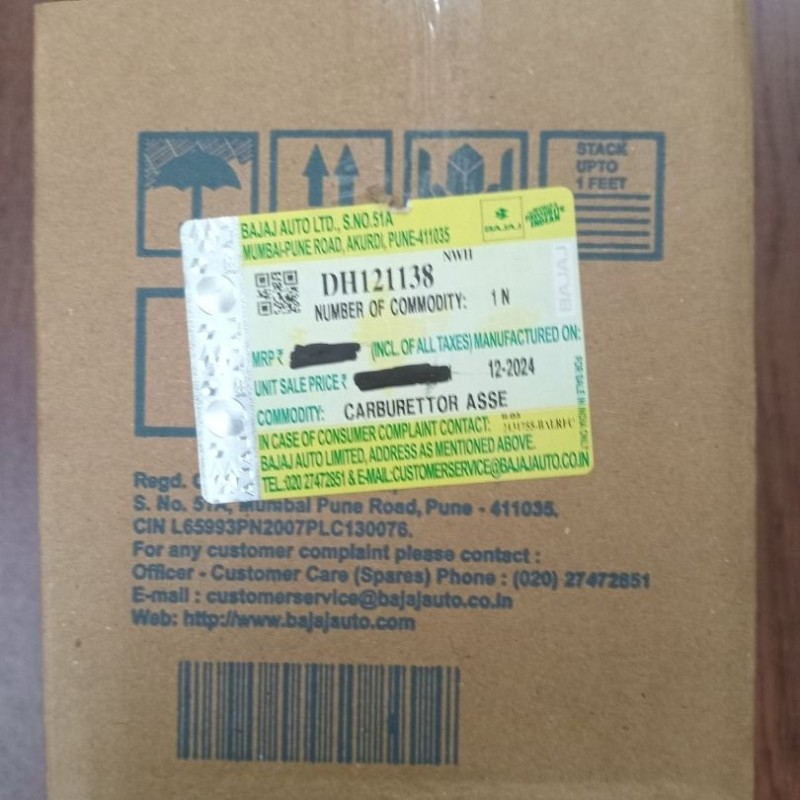 STACK
UPTO
1 FEET
BAJAJ AUTO LTD., S.NO.51A
MUMBAI-PUNE ROAD, AKURDI, PUNE-411035
BAJAJ
NWH
DH121138
NUMBER OF COMMODITY: 1 N
BAJAJ
MRP ₹ (INCL. OF ALL TAXES) MANUFACTURED ON:
UNIT SALE PRICE ₹ 12-2024
COMMODITY: CARBURETTOR ASSE
FOR SALE IN INDIA ONLY
IN CASE OF CONSUMER COMPLAINT CONTACT:
BAJAJ AUTO LIMITED, ADDRESS AS MENTIONED ABOVE.
TEL:020 27472851 & E-MAIL:CUSTOMERSERVICE@BAJAJAUTO.CO.IN
Regd.
S. No. 51A, Mumbai Pune Road, Pune - 411035.
CIN L65993PN2007PLC130076.
For any customer complaint please contact :
Officer - Customer Care (Spares) Phone : (020) 27472851
E-mail : customerservice@bajajauto.co.in
Web: http://www.bajajauto.com